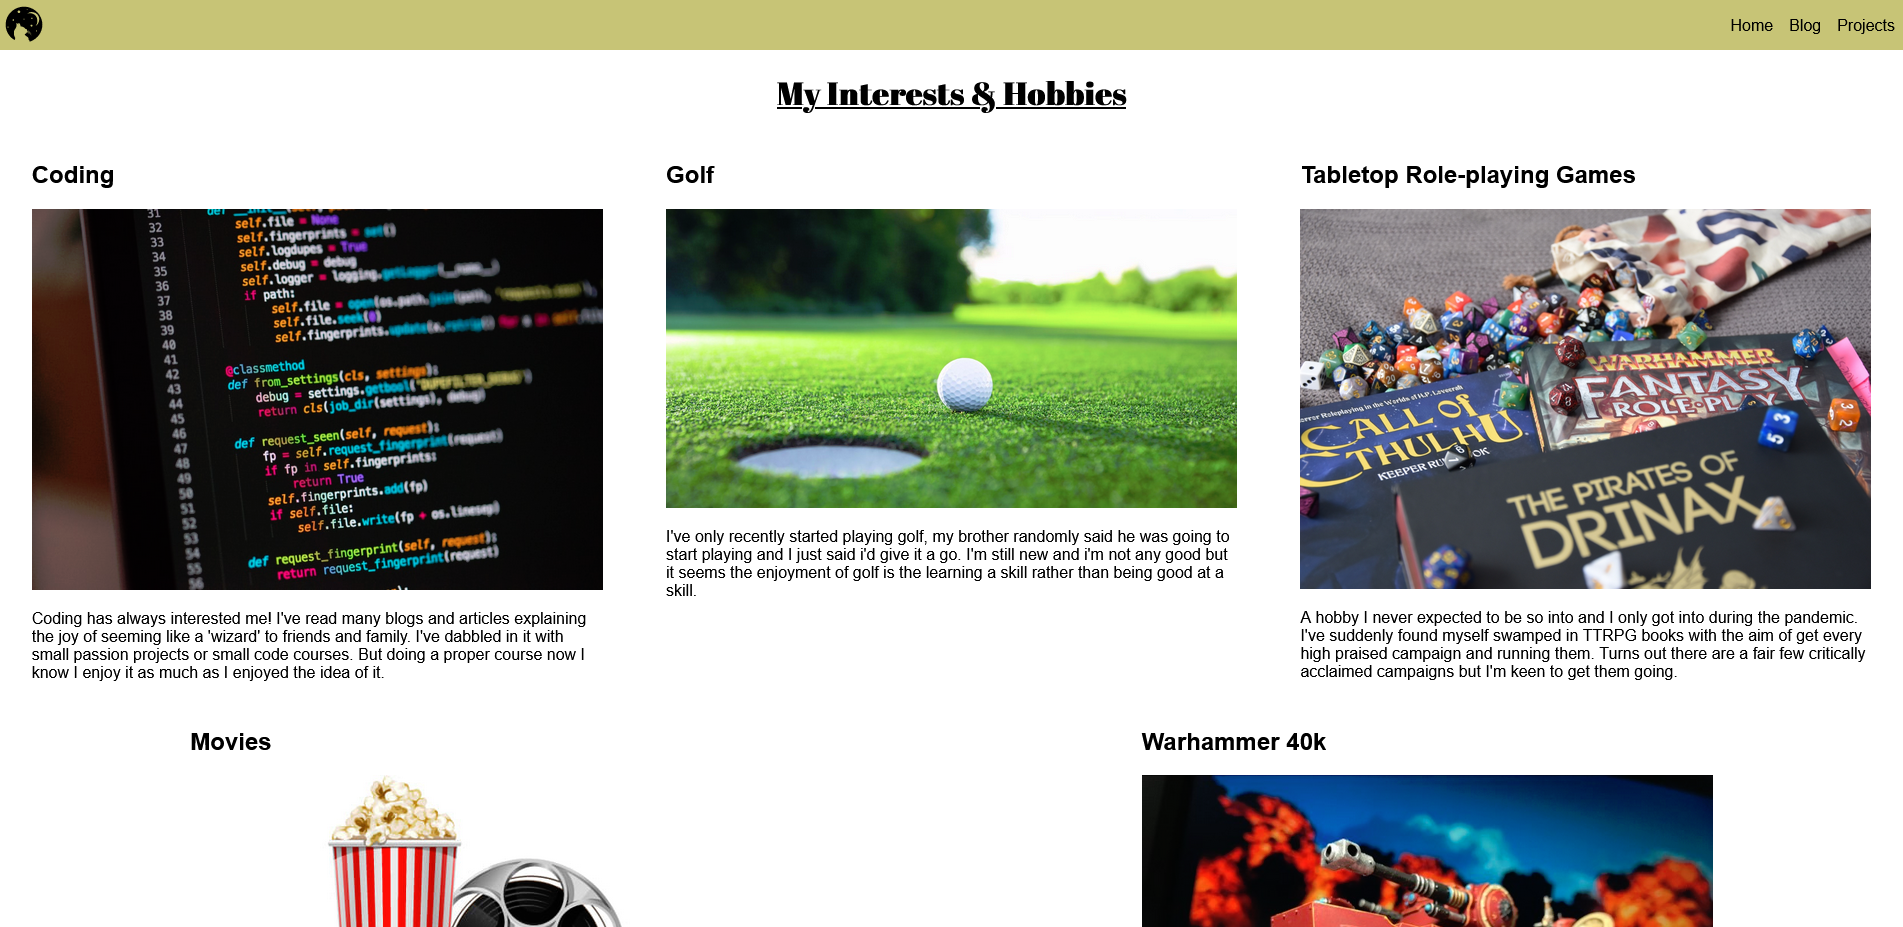 Home Blog Projects
My Interests & Hobbies
Coding
31
32
33
34
35
36
37
38
39
40
41
42
43
44
45
46
47
48
49
50
51
52
53
54
55
56
self.file = None
self.fingerprints = set()
self.logdupes = True
self.debug = debug
self.logger = logging.getLogger(__name__)
if path:
self.file = open(os.path.join(path, 'requests.seen'),
self.file.seek(0)
self.fingerprints.update(x.rstrip() for x in self.file
@classmethod
def from_settings(cls, settings):
debug = settings.getbool('DUPEFILTER_DEBUG')
return cls(job_dir(settings), debug)
def request_seen(self, request):
fp = self.request_fingerprint(request)
if fp in self.fingerprints:
return True
self.fingerprints.add(fp)
if self.file:
self.file.write(fp + os.linesep)
def request_fingerprint(self, request):
return request_fingerprint(request)
Coding has always interested me! I've read many blogs and articles explaining
the joy of seeming like a 'wizard' to friends and family. I've dabbled in it with
small passion projects or small code courses. But doing a proper course now I
know I enjoy it as much as I enjoyed the idea of it.
Golf
I've only recently started playing golf, my brother randomly said he was going to
start playing and I just said i'd give it a go. I'm still new and i'm not any good but
it seems the enjoyment of golf is the learning a skill rather than being good at a
skill.
Tabletop Role-playing Games
WARHAMMER
FANTASY
ROLE-PLAY
Roleplaying in the Worlds of H.P. Lovecraft
CALL OF
CTHULHU
KEEPER
THE PIRATES OF
DRINAX
A hobby I never expected to be so into and I only got into during the pandemic.
I've suddenly found myself swamped in TTRPG books with the aim of get every
high praised campaign and running them. Turns out there are a fair few critically
acclaimed campaigns but I'm keen to get them going.
Movies
Warhammer 40k